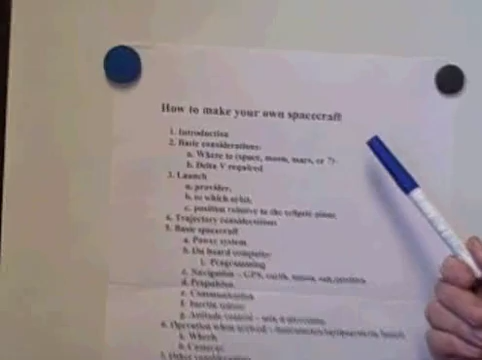 How to make your own spacecraft
1. Introduction
2. Basic considerations:
a. Where to (space, moon, mars, or ?)
b. Delta V required
3. Launch
a. provider,
b. to which orbit,
c. position relative to the ecliptic plane
4. Trajectory considerations
5. Basic spacecraft
a. Power system
b. On board computer
i. Programming
c. Navigation – GPS, earth, moon, sun,
d. Propulsion
e. Communication
g. Attitude control –
6. Operation when arrived –
a. Wheels
b. Cameras